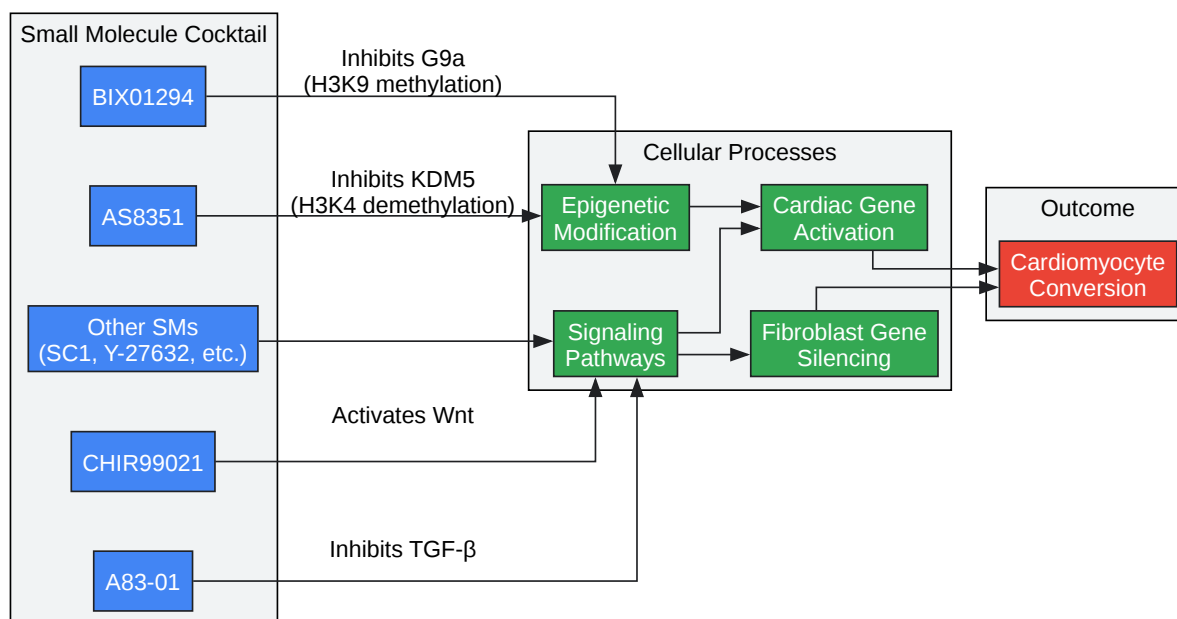 Small Molecule Cocktail
BIX01294
AS8351
Other SMs
(SC1, Y-27632, etc.)
CHIR99021
A83-01
Inhibits G9a
(H3K9 methylation)
Inhibits KDM5
(H3K4 demethylation)
Activates Wnt
Inhibits TGF-β
Cellular Processes
Epigenetic
Modification
Cardiac Gene
Activation
Signaling
Pathways
Fibroblast Gene
Silencing
Outcome
Cardiomyocyte
Conversion